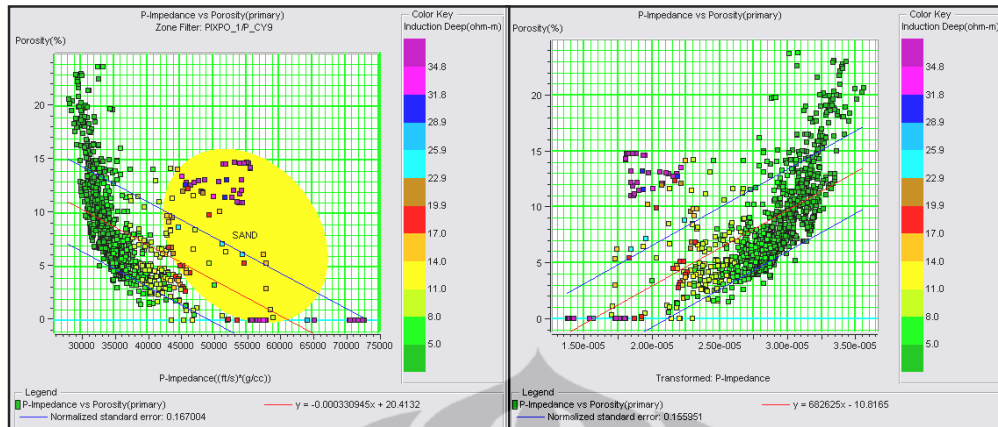 P-Impedance vs Porosity(primary)
Zone Filter: PIXPO_1/P_CY9
Porosity(%)
20
15
10
5
0
SAND
30000 35000 40000 45000 50000 55000 60000 65000 70000 75000
P-Impedance((ft/s)*(g/cc))
Color Key
Induction Deep(ohm-m)
34.8
31.8
28.9
25.9
22.9
19.9
17.0
14.0
11.0
8.0
5.0
Legend
P-Impedance vs Porosity(primary)
y = -0.000330945x + 20.4132
Normalized standard error: 0.167004
P-Impedance vs Porosity(primary)
Porosity(%)
20
15
10
5
0
1.50e-005 2.00e-005 2.50e-005 3.00e-005 3.50e-005
Transformed: P-Impedance
Color Key
Induction Deep(ohm-m)
34.8
31.8
28.9
25.9
22.9
19.9
17.0
14.0
11.0
8.0
5.0
Legend
P-Impedance vs Porosity(primary)
y = 682625x - 10.8165
Normalized standard error: 0.155951